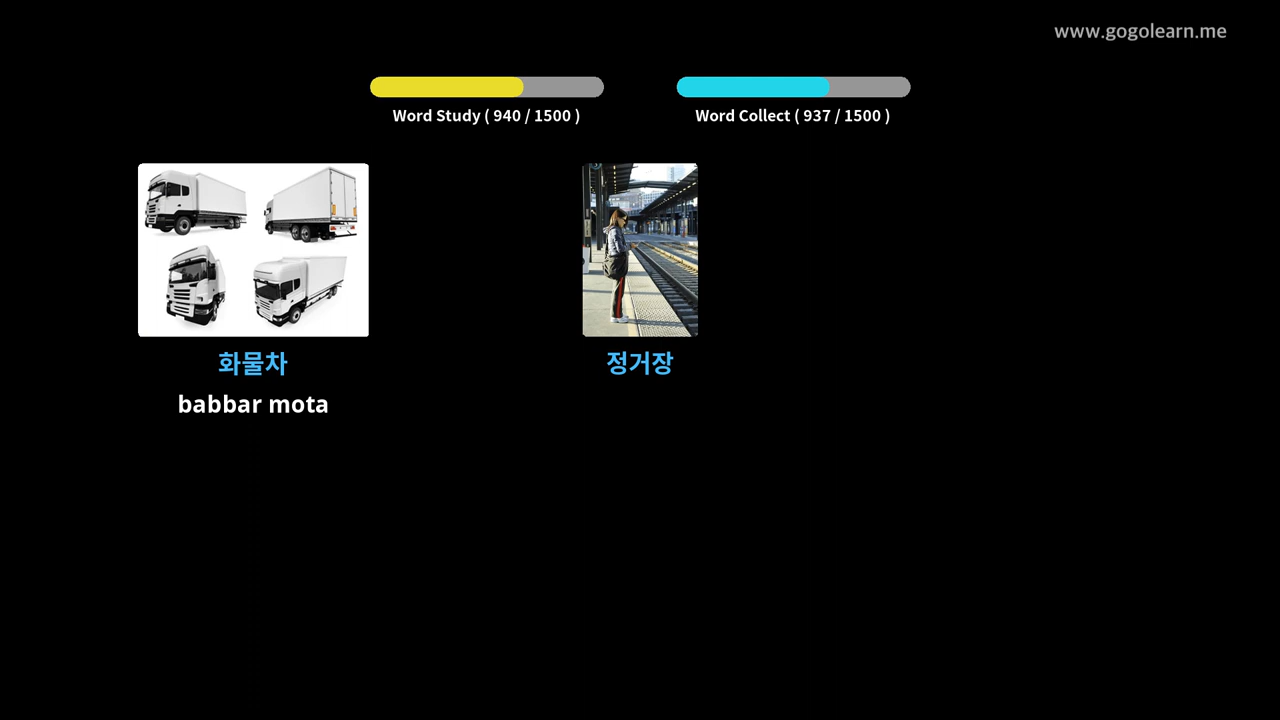 www.gogolearn.me
Word Study ( 940 / 1500 )
Word Collect ( 937 / 1500 )
화물차
정거장
babbar mota